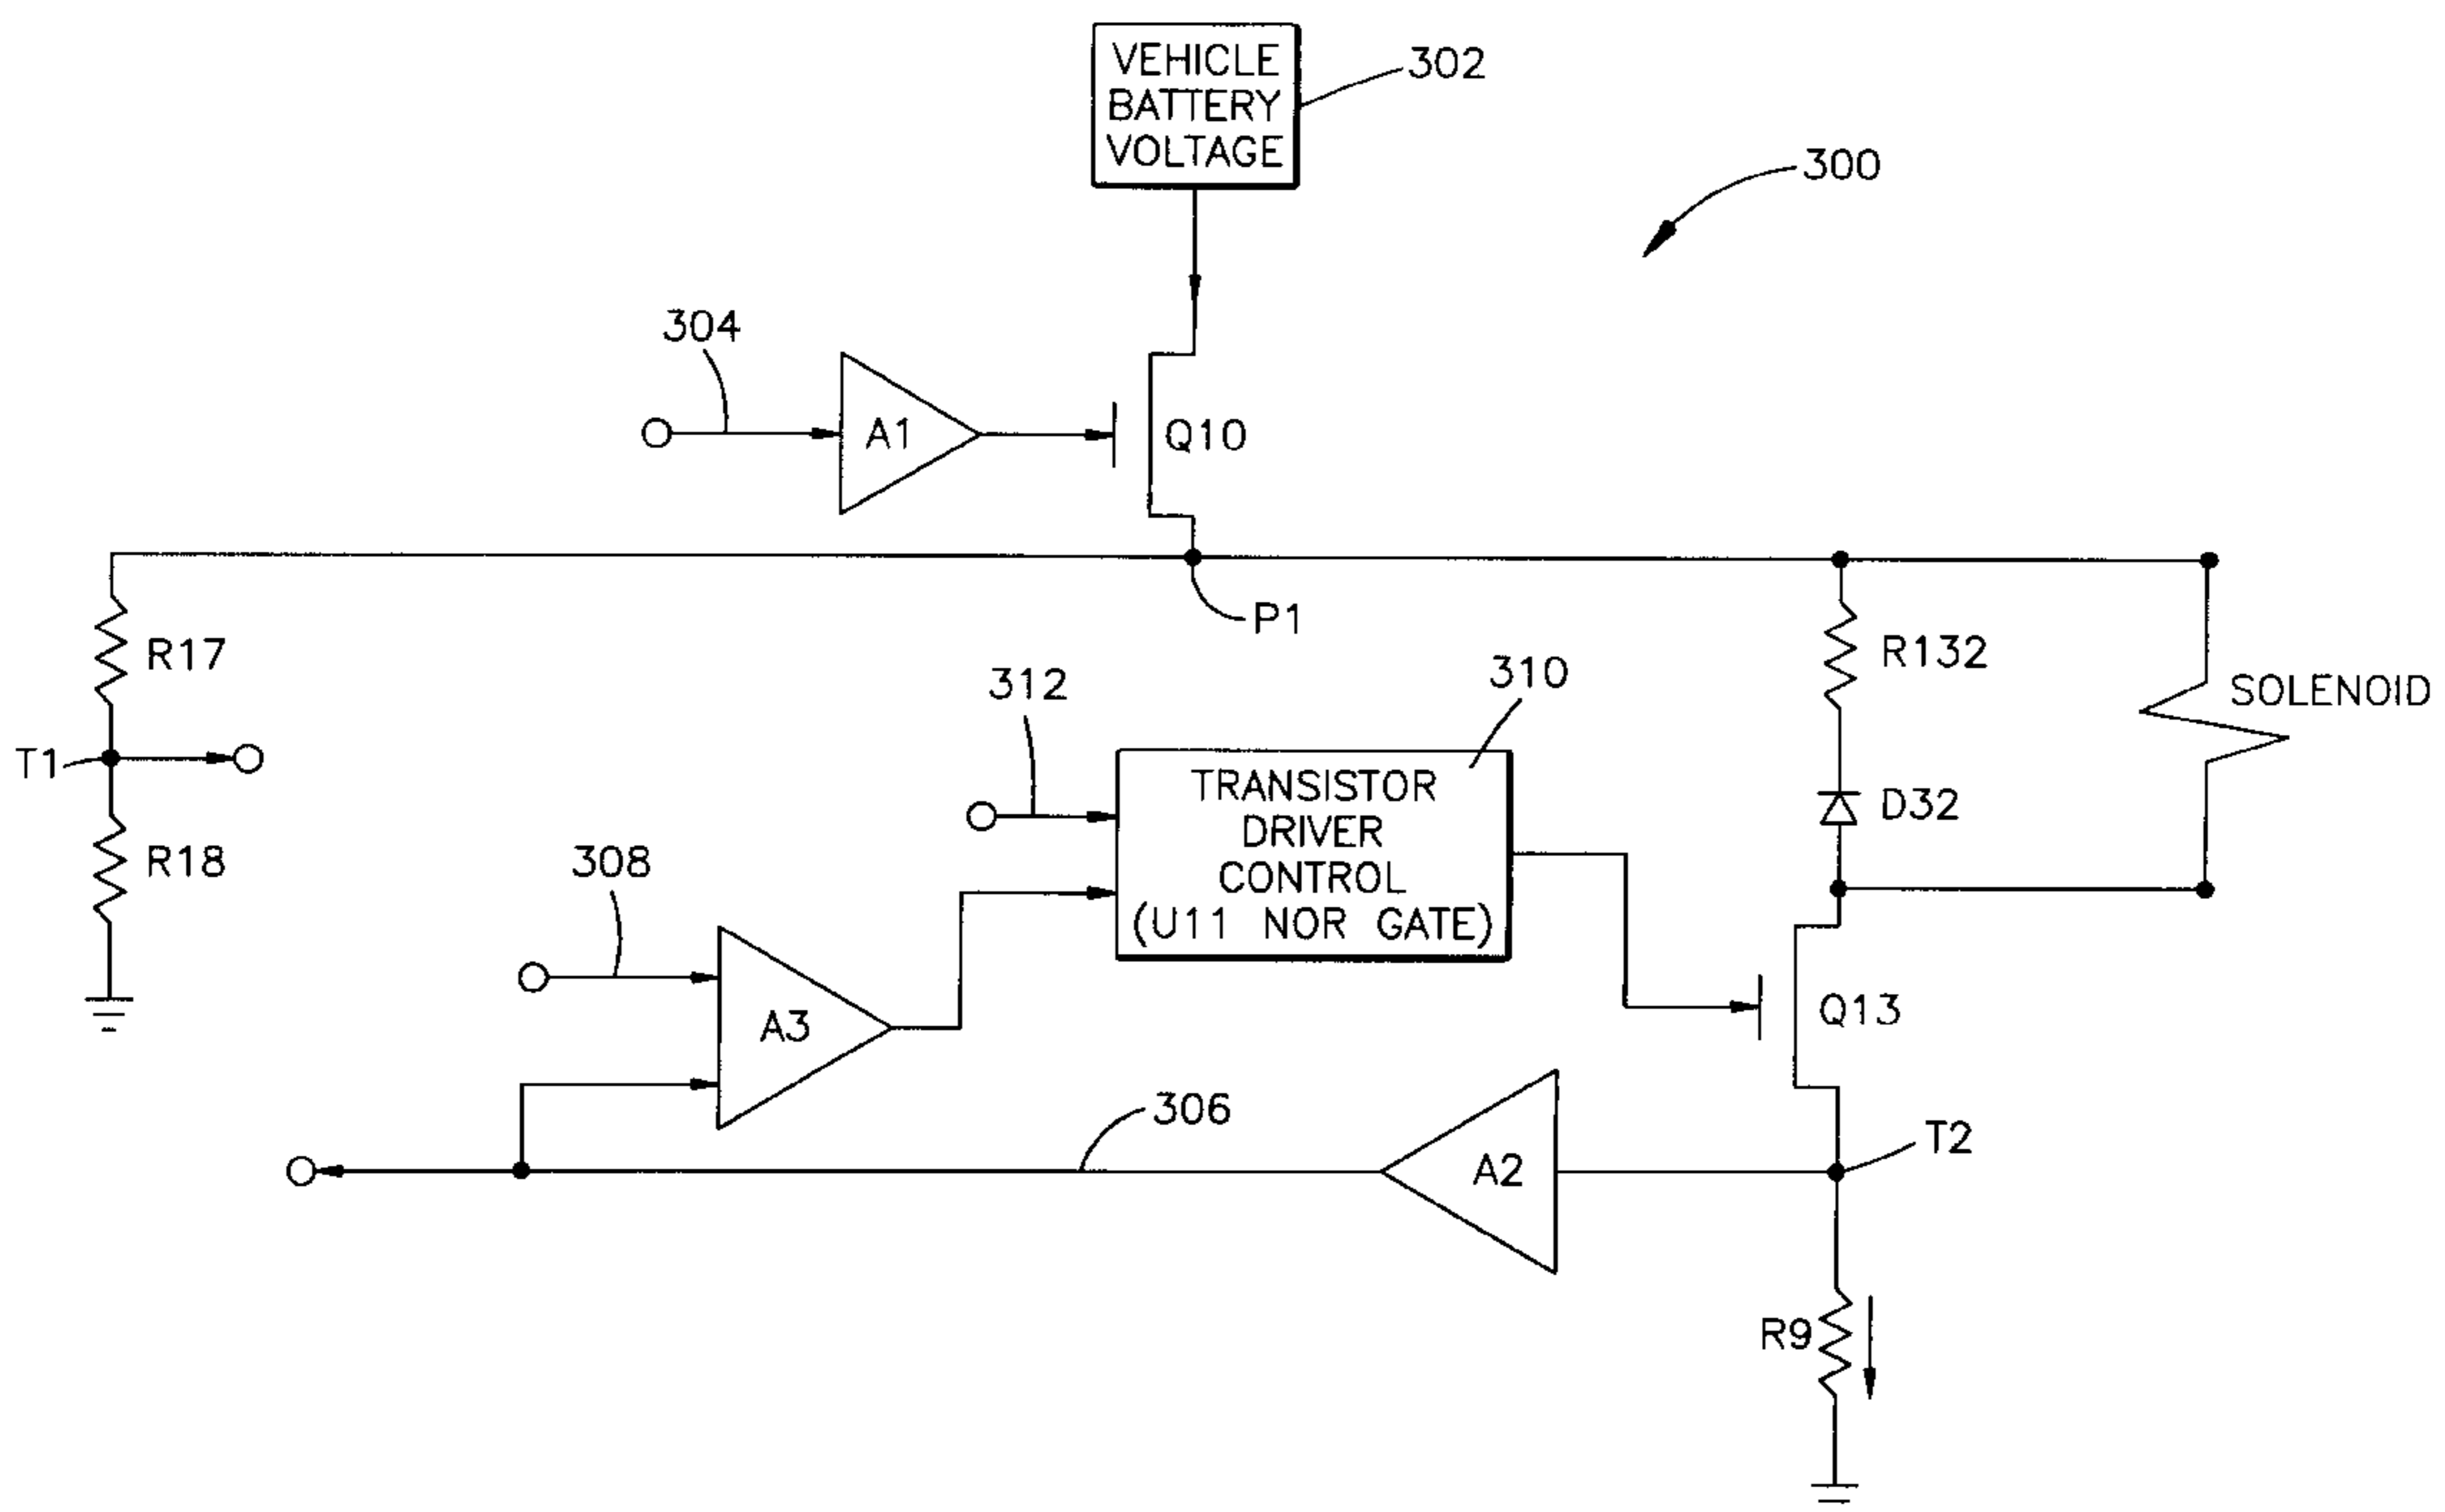 VEHICLE
BATTERY
VOLTAGE
302
300
304
A1
Q10
P1
R17
R132
312
310
SOLENOID
T1
TRANSISTOR
DRIVER
CONTROL
(U11 NOR GATE)
D32
R18
308
A3
Q13
306
T2
A2
R9